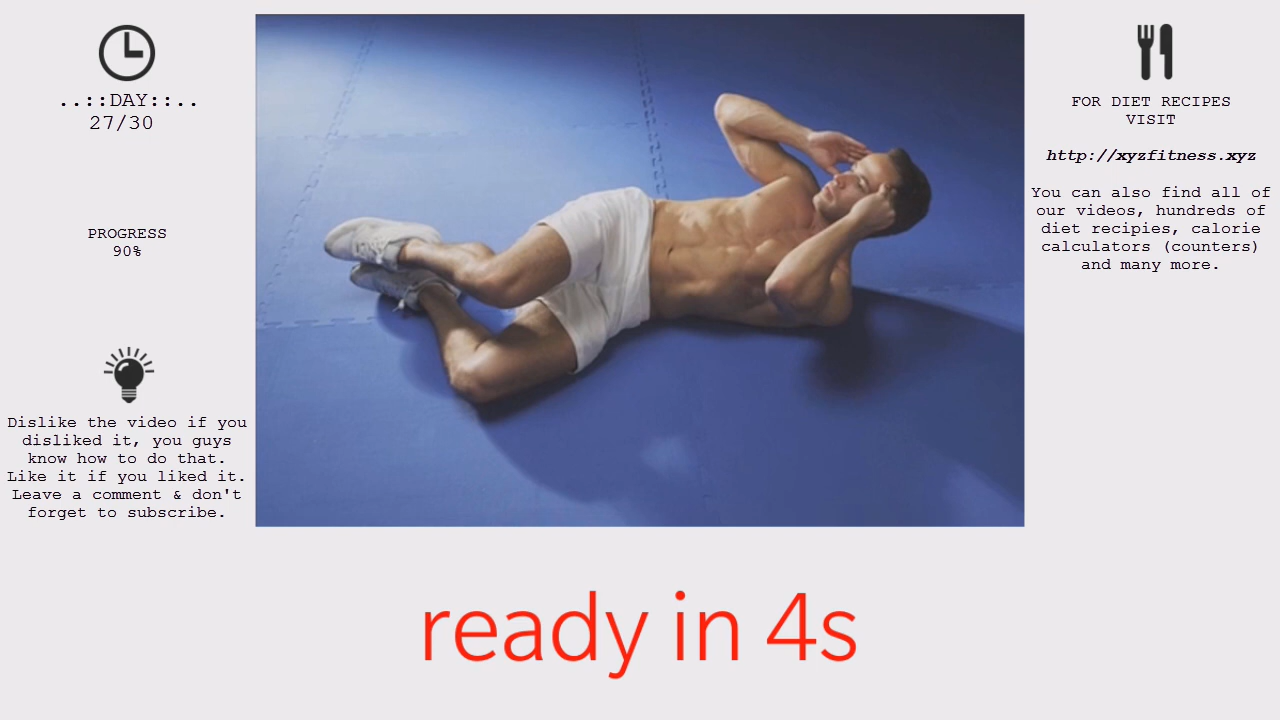 ..::DAY::..
27/30
PROGRESS
90%
Dislike the video if you
disliked it, you guys
know how to do that.
Like it if you liked it.
Leave a comment & don't
forget to subscribe.
FOR DIET RECIPES
VISIT
http://xyzfitness.xyz
You can also find all of
our videos, hundreds of
diet recipies, calorie
calculators (counters)
and many more.
ready in 4s